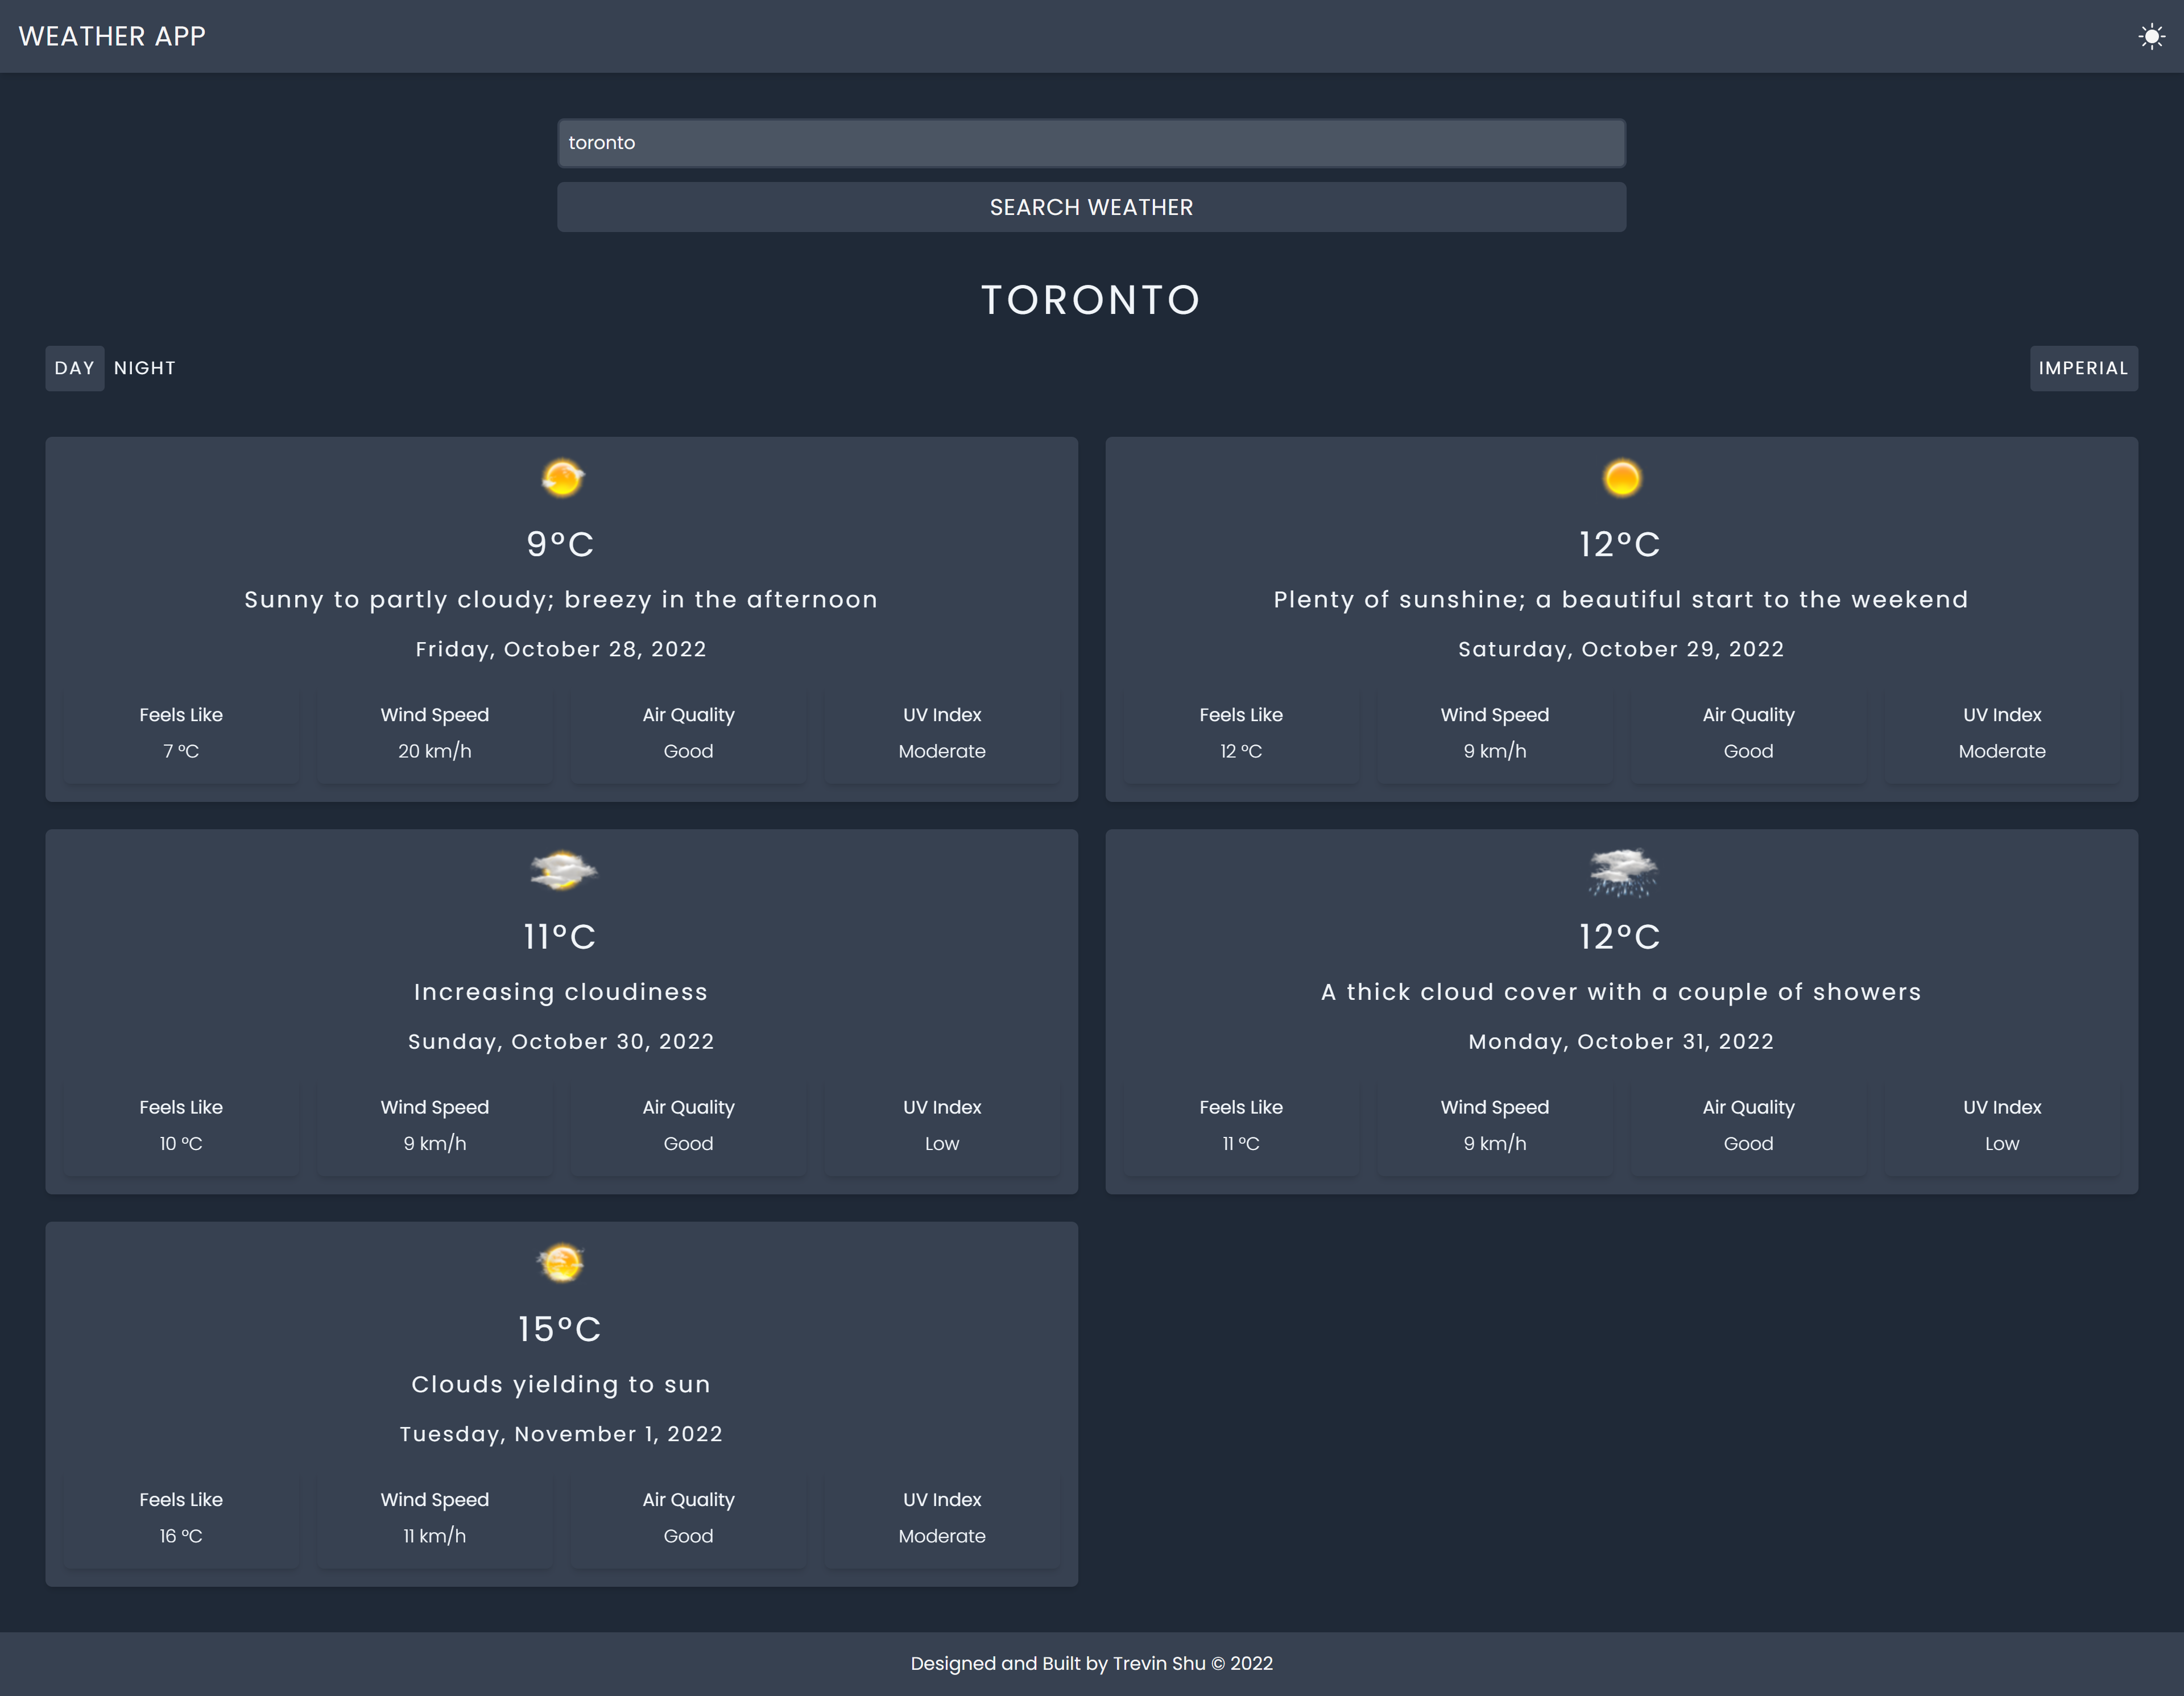 WEATHER APP
toronto
SEARCH WEATHER
TORONTO
DAY NIGHT IMPERIAL
9°C
Sunny to partly cloudy; breezy in the afternoon
Friday, October 28, 2022
Feels Like Wind Speed Air Quality UV Index
7 °C 20 km/h Good Moderate
12°C
Plenty of sunshine; a beautiful start to the weekend
Saturday, October 29, 2022
Feels Like Wind Speed Air Quality UV Index
12 °C 9 km/h Good Moderate
11°C
Increasing cloudiness
Sunday, October 30, 2022
Feels Like Wind Speed Air Quality UV Index
10 °C 9 km/h Good Low
12°C
A thick cloud cover with a couple of showers
Monday, October 31, 2022
Feels Like Wind Speed Air Quality UV Index
11 °C 9 km/h Good Low
15°C
Clouds yielding to sun
Tuesday, November 1, 2022
Feels Like Wind Speed Air Quality UV Index
16 °C 11 km/h Good Moderate
Designed and Built by Trevin Shu © 2022